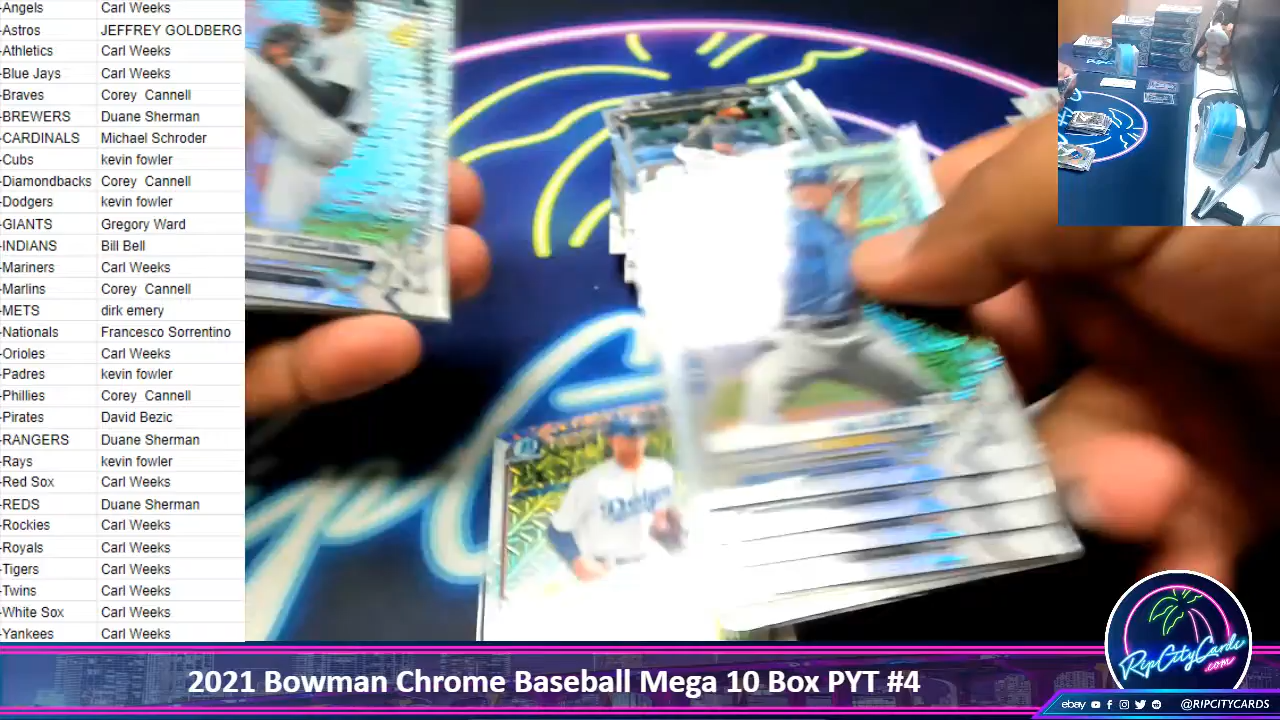 -Angels Carl Weeks
-Astros JEFFREY GOLDBERG
-Athletics Carl Weeks
-Blue Jays Carl Weeks
-Braves Corey Cannell
-BREWERS Duane Sherman
-CARDINALS Michael Schroder
-Cubs kevin fowler
-Diamondbacks Corey Cannell
-Dodgers kevin fowler
-GIANTS Gregory Ward
-INDIANS Bill Bell
-Mariners Carl Weeks
-Marlins Corey Cannell
-METS dirk emery
-Nationals Francesco Sorrentino
-Orioles Carl Weeks
-Padres kevin fowler
-Phillies Corey Cannell
-Pirates David Bezic
-RANGERS Duane Sherman
-Rays kevin fowler
-Red Sox Carl Weeks
-REDS Duane Sherman
-Rockies Carl Weeks
-Royals Carl Weeks
-Tigers Carl Weeks
-Twins Carl Weeks
-White Sox Carl Weeks
-Yankees Carl Weeks
Dodgers
2021 Bowman Chrome Baseball Mega 10 Box PYT #4
RipCityCards
.com
ebay @RIPCITYCARDS